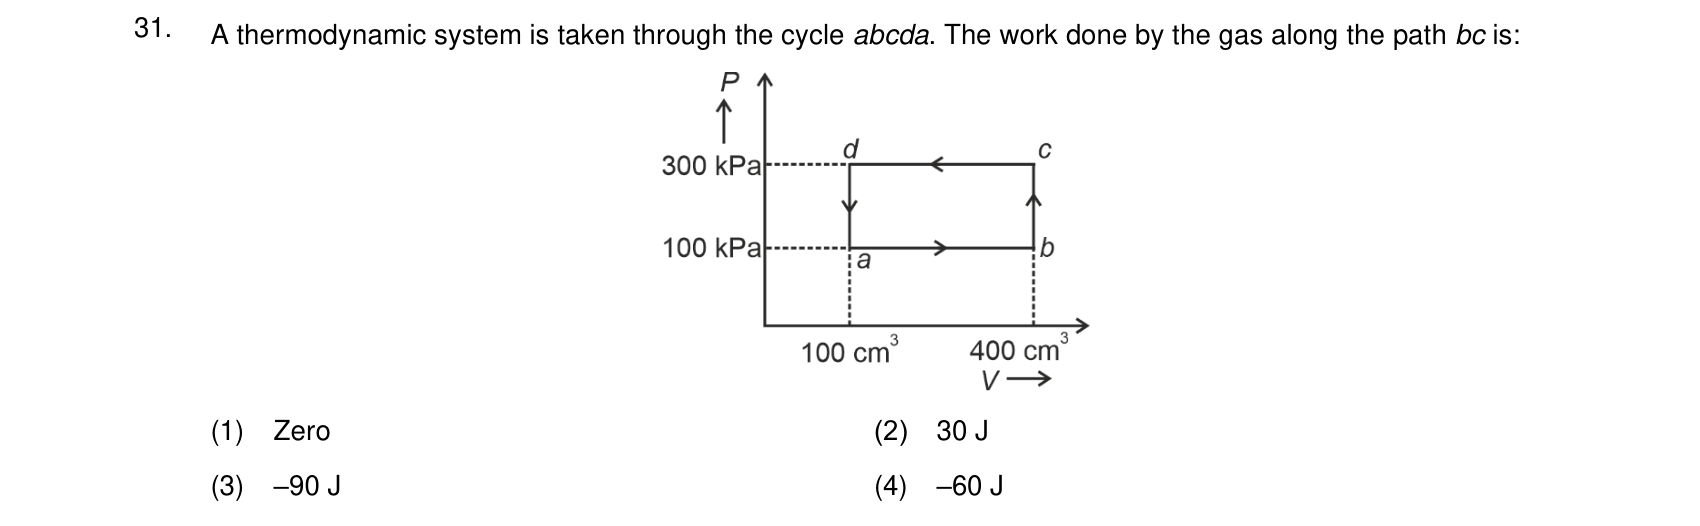 31. A thermodynamic system is taken through the cycle abcda. The work done by the gas along the path bc is:
P
d c
300 kPa
100 kPa b
a
100 cm³ 400 cm³
V
(1) Zero (2) 30 J
(3) –90 J (4) –60 J